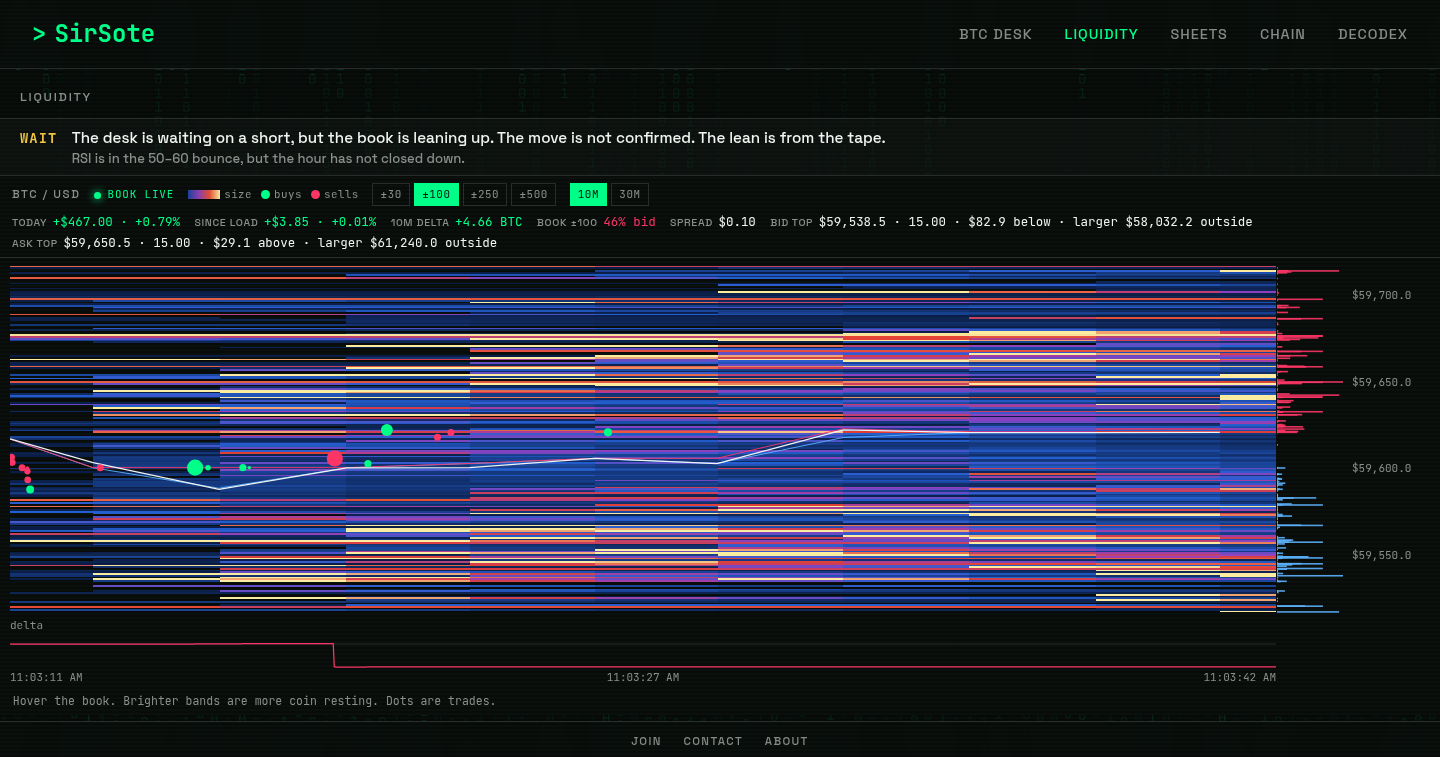 > SirSote
BTC DESK LIQUIDITY SHEETS CHAIN DECODEX
LIQUIDITY
WAIT The desk is waiting on a short, but the book is leaning up. The move is not confirmed. The lean is from the tape.
RSI is in the 50–60 bounce, but the hour has not closed down.
BTC / USD BOOK LIVE size buys sells ±30 ±100 ±250 ±500 10M 30M
TODAY +$467.00 · +0.79% SINCE LOAD +$3.85 · +0.01% 10M DELTA +4.66 BTC BOOK ±100 46% bid SPREAD $0.10 BID TOP $59,538.5 · 15.00 · $82.9 below · larger $58,032.2 outside
ASK TOP $59,650.5 · 15.00 · $29.1 above · larger $61,240.0 outside
$59,700.0
$59,650.0
$59,600.0
$59,550.0
delta
11:03:11 AM 11:03:27 AM 11:03:42 AM
Hover the book. Brighter bands are more coin resting. Dots are trades.
JOIN CONTACT ABOUT